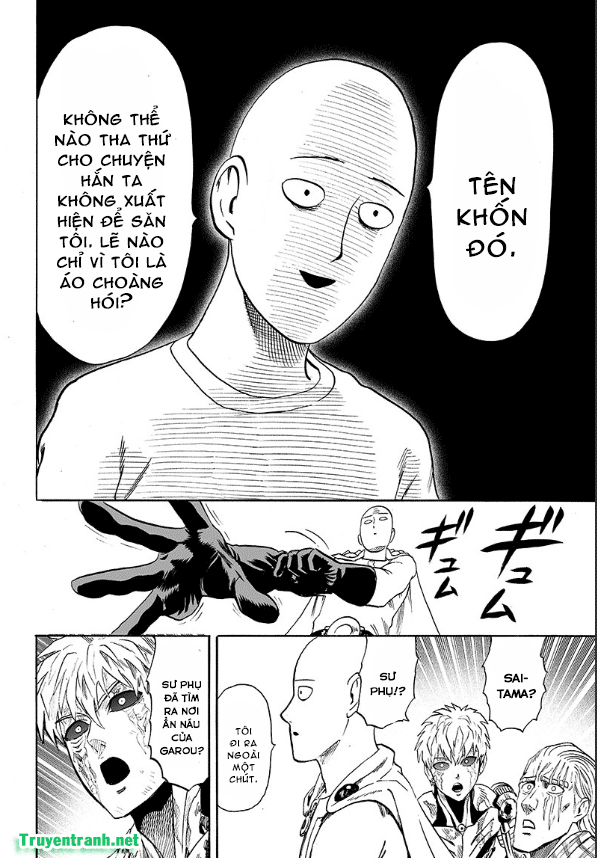 TÊN
KHỐN
ĐÓ.
KHÔNG THỂ
NÀO THA THỨ
CHO CHUYỆN
HẮN TA
KHÔNG XUẤT
HIỆN ĐỂ SĂN
TÔI. LẼ NÀO
CHỈ VÌ TÔI LÀ
ÁO CHOÀNG
HÓI?
ギュム
ギュム
SAI-
TAMA?
SƯ
PHỤ!?
TÔI
ĐI RA
NGOÀI
MỘT
CHÚT.
SƯ PHỤ
ĐÃ TÌM
RA NƠI
ẨN NÁU
CỦA
GAROU?
Truyentranh.net